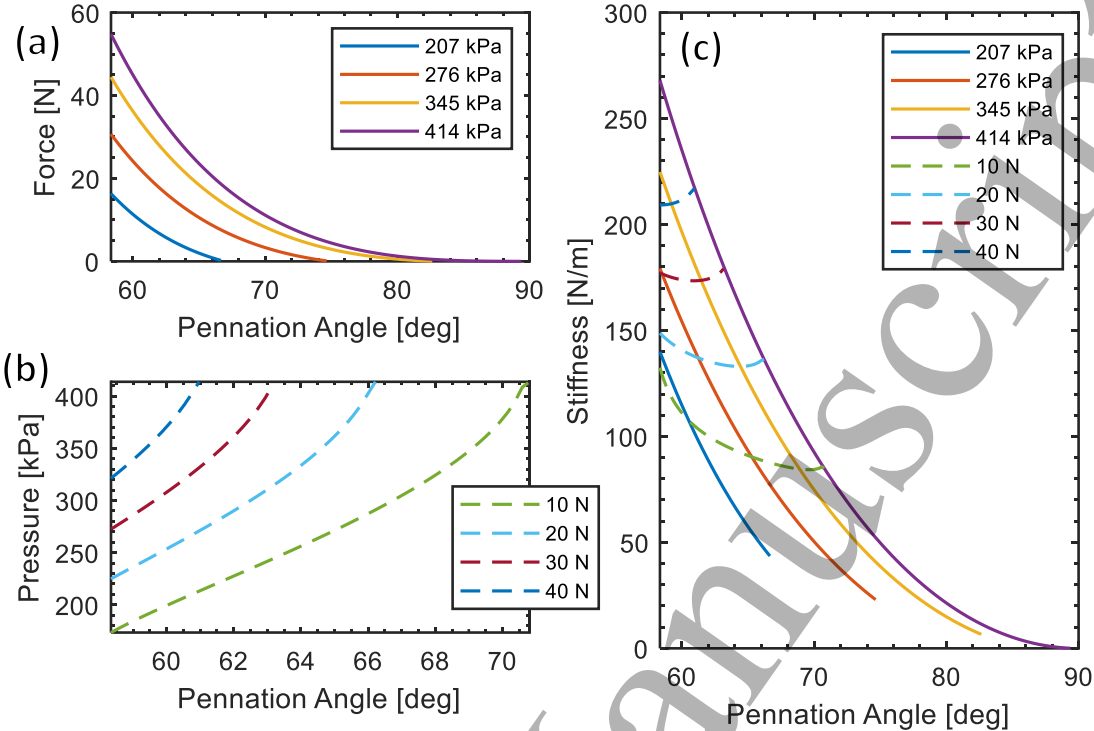 (a)
60
40
20
0
Force [N]
207 kPa
276 kPa
345 kPa
414 kPa
60 70 80 90
Pennation Angle [deg]
(b)
400
350
300
250
200
Pressure [kPa]
10 N
20 N
30 N
40 N
60 62 64 66 68 70
Pennation Angle [deg]
(c)
300
250
200
150
100
50
0
Stiffness [N/m]
207 kPa
276 kPa
345 kPa
414 kPa
10 N
20 N
30 N
40 N
60 70 80 90
Pennation Angle [deg]
anuscrip